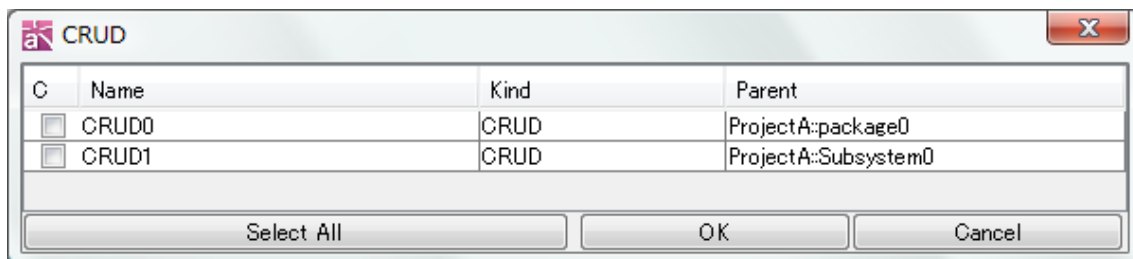 CRUD
C Name Kind Parent
CRUD0 CRUD ProjectA::package0
CRUD1 CRUD ProjectA::Subsystem0
Select All OK Cancel